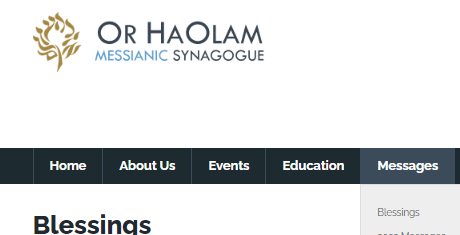 OR HAOLAM
MESSIANIC SYNAGOGUE
Home About Us Events Education Messages
Blessings
Blessings